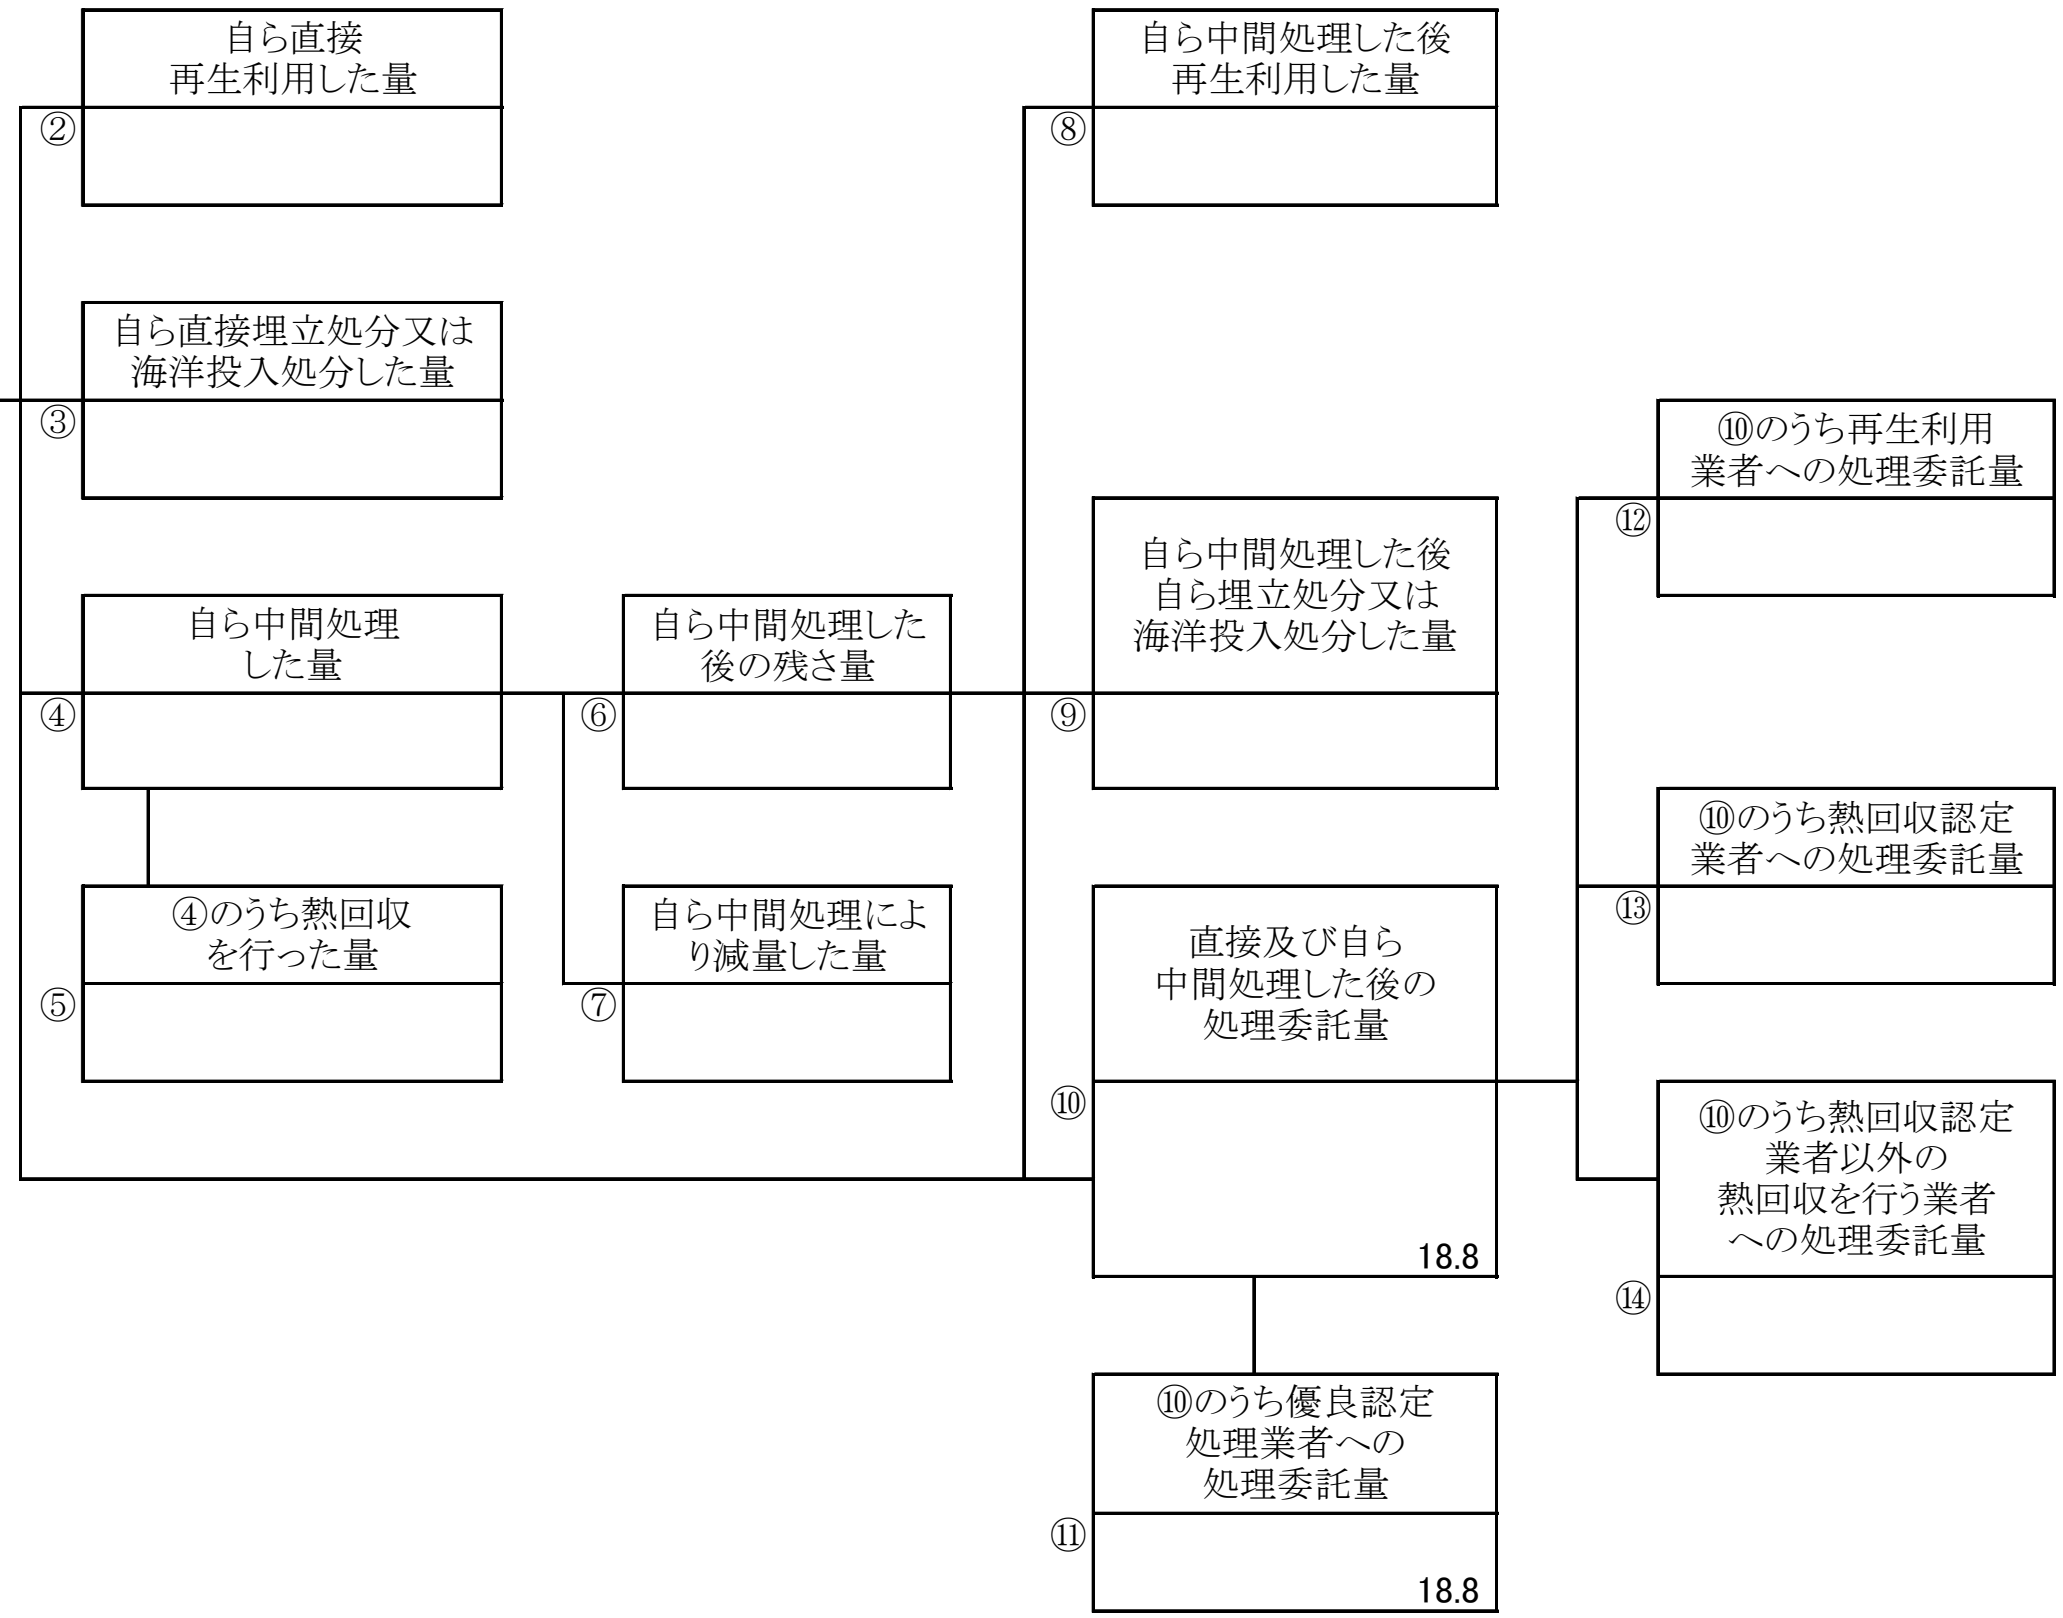 自ら直接
再生利用した量
②
自ら直接埋立処分又は
海洋投入処分した量
③
自ら中間処理
した量
④
④のうち熱回収
を行った量
⑤
自ら中間処理した
後の残さ量
⑥
自ら中間処理によ
り減量した量
⑦
自ら中間処理した後
再生利用した量
⑧
自ら中間処理した後
自ら埋立処分又は
海洋投入処分した量
⑨
直接及び自ら
中間処理した後の
処理委託量
⑩
18.8
⑩のうち優良認定
処理業者への
処理委託量
⑪
18.8
⑩のうち再生利用
業者への処理委託量
⑫
⑩のうち熱回収認定
業者への処理委託量
⑬
⑩のうち熱回収認定
業者以外の
熱回収を行う業者
への処理委託量
⑭